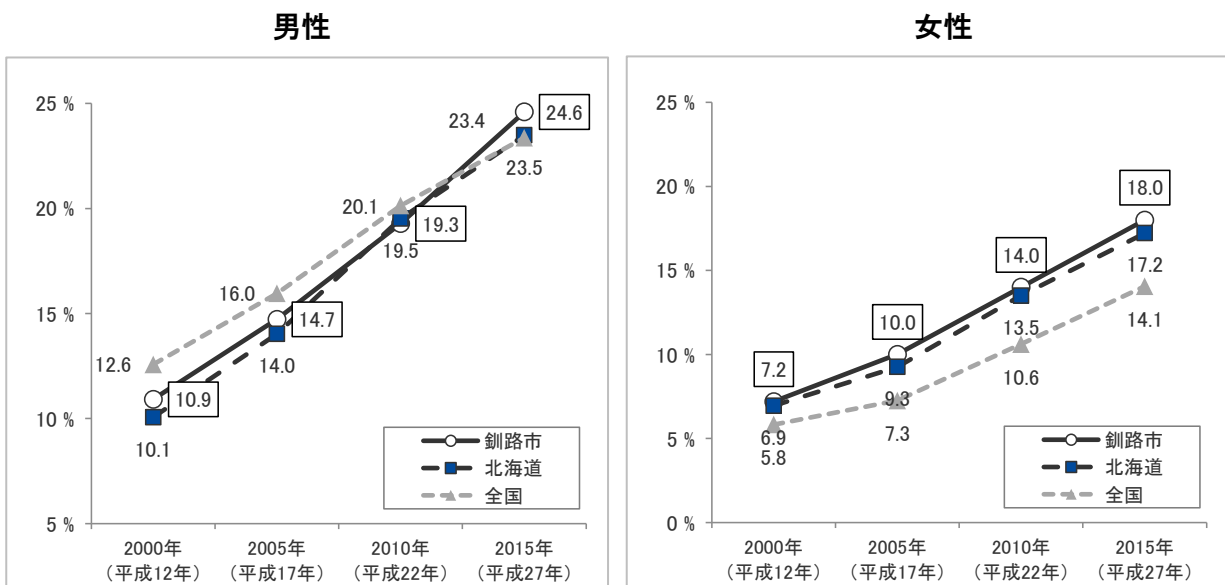 男性
25 %
20 %
15 %
10 %
5 %
12.6
16.0
20.1
23.4
10.9
14.7
19.3
24.6
10.1
14.0
19.5
23.5
釧路市
北海道
全国
2000年
（平成12年）
2005年
（平成17年）
2010年
（平成22年）
2015年
（平成27年）
女性
25 %
20 %
15 %
10 %
5 %
0 %
7.2
10.0
14.0
18.0
6.9
9.3
13.5
17.2
5.8
7.3
10.6
14.1
釧路市
北海道
全国
2000年
（平成12年）
2005年
（平成17年）
2010年
（平成22年）
2015年
（平成27年）